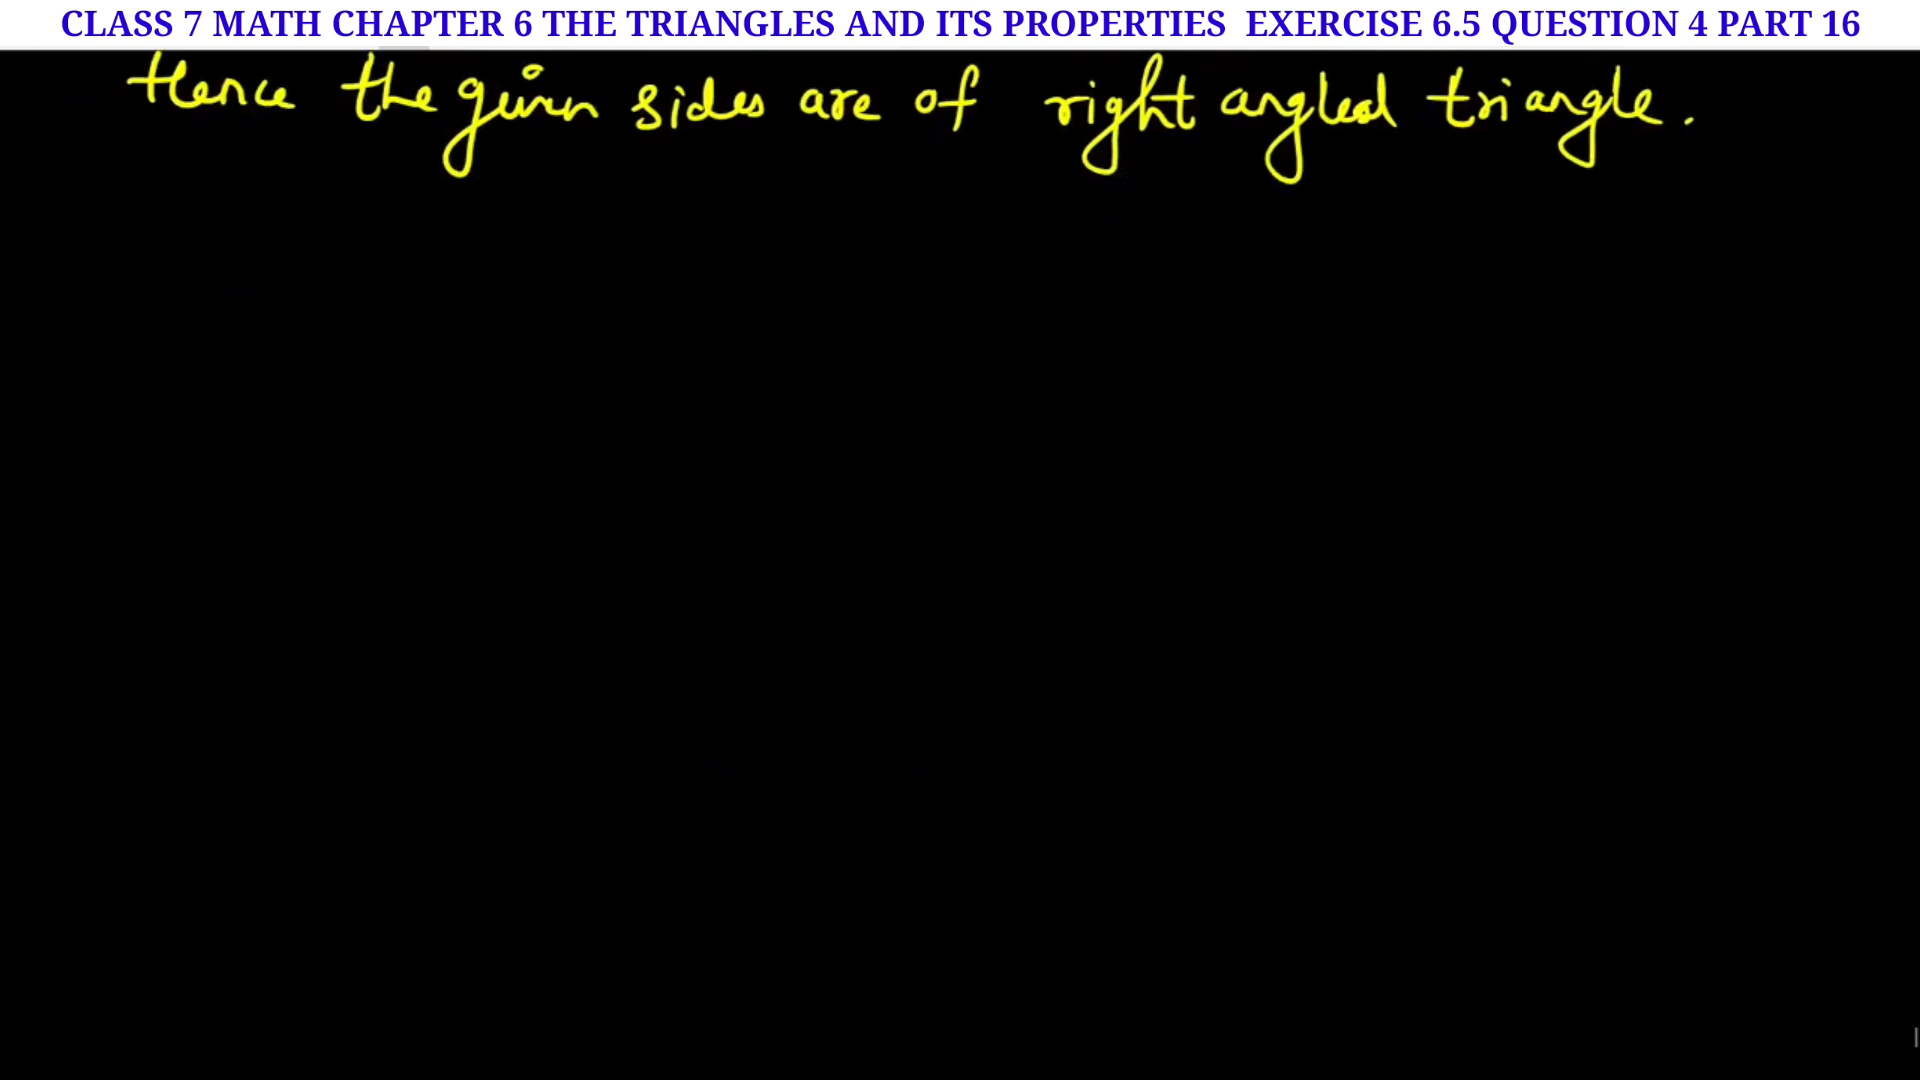 CLASS 7 MATH CHAPTER 6 THE TRIANGLES AND ITS PROPERTIES EXERCISE 6.5 QUESTION 4 PART 16
Hence the given sides are of right angled triangle.